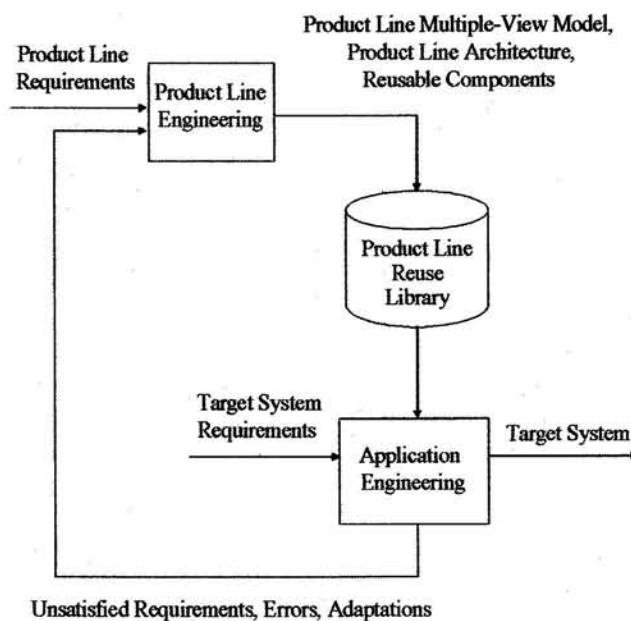 Product Line Multiple-View Model,
Product Line Architecture,
Reusable Components
Product Line
Requirements
Product Line
Engineering
Product Line
Reuse
Library
Target System
Requirements
Application
Engineering
Target System
Unsatisfied Requirements, Errors, Adaptations